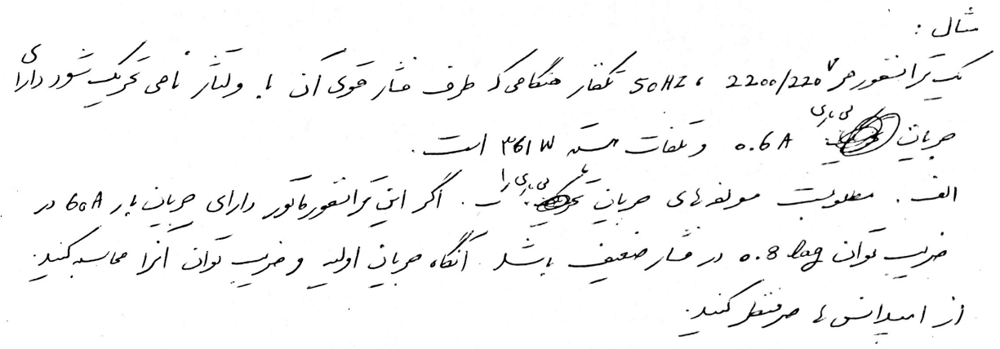 مثال :
یک ترانسفورمر 2200/220V ، 50HZ تکفاز هنگامی که طرف فشار قوی آن با ولتاژ نامی تحریک شود دارای
جریان بی باری 0.6A و تلفات هسته ۳۶۱W است.
الف. مطلوبست مولفه‌های جریان بی باری ب. اگر این ترانسفورماتور دارای جریان بار 60A در
ضریب توان 0.8 lag در فشار ضعیف باشد. آنگاه جریان اولیه و ضریب توان آنرا محاسبه کنید.
از امپدانس ها صرفنظر کنید.